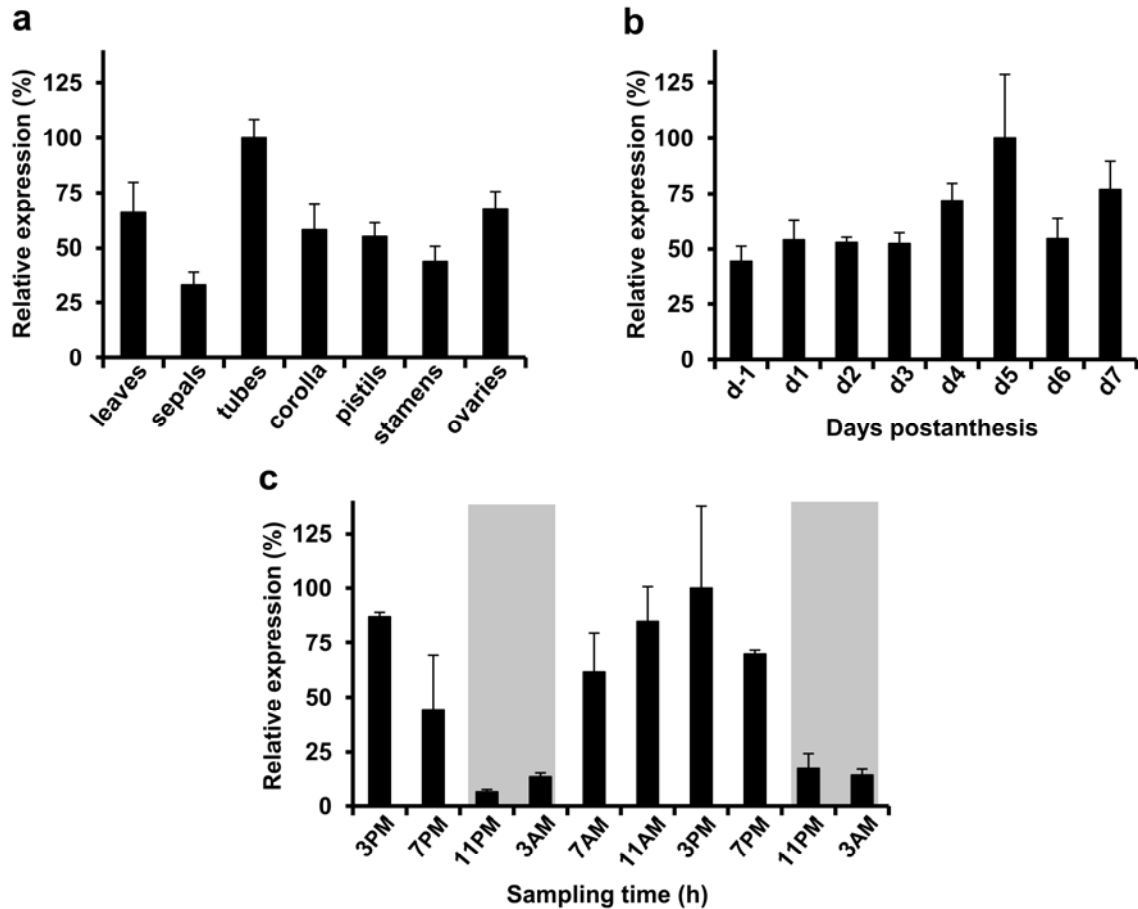 a
Relative expression (%)
125
100
75
50
25
0
leaves
sepals
tubes
corolla
pistils
stamens
ovaries
b
Relative expression (%)
125
100
75
50
25
0
d-1
d1
d2
d3
d4
d5
d6
d7
Days postanthesis
c
Relative expression (%)
125
100
75
50
25
0
3PM
7PM
11PM
3AM
7AM
11AM
3PM
7PM
11PM
3AM
Sampling time (h)